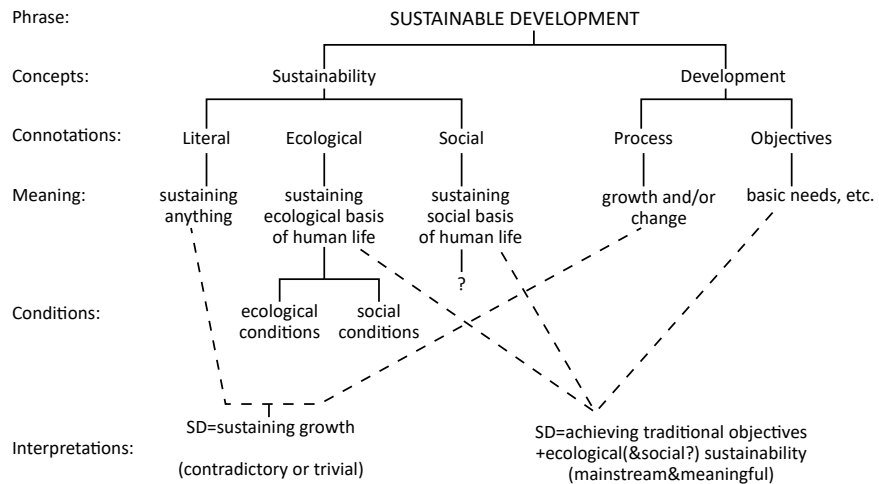 Phrase: SUSTAINABLE DEVELOPMENT
Concepts: Sustainability Development
Connotations: Literal Ecological Social Process Objectives
Meaning: sustaining anything
sustaining ecological basis of human life
sustaining social basis of human life
growth and/or change
basic needs, etc.
?
Conditions: ecological conditions
social conditions
Interpretations:
SD=sustaining growth
(contradictory or trivial)
SD=achieving traditional objectives
+ecological(&social?) sustainability
(mainstream&meaningful)